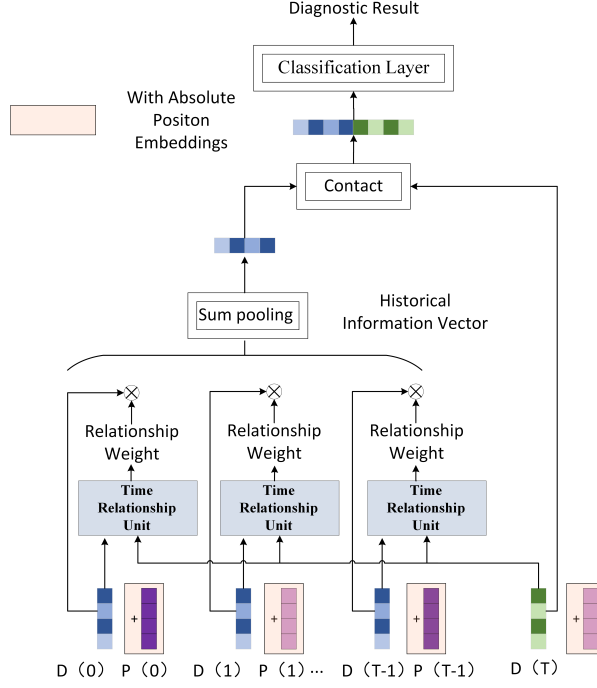 Diagnostic Result
Classification Layer
With Absolute
Positon
Embeddings
Contact
Sum pooling
Historical
Information Vector
Relationship
Weight
Relationship
Weight
Relationship
Weight
Time
Relationship
Unit
Time
Relationship
Unit
Time
Relationship
Unit
+
+
+
+
D（0） P（0） D（1） P（1）··· D（T-1）P（T-1） D（T）